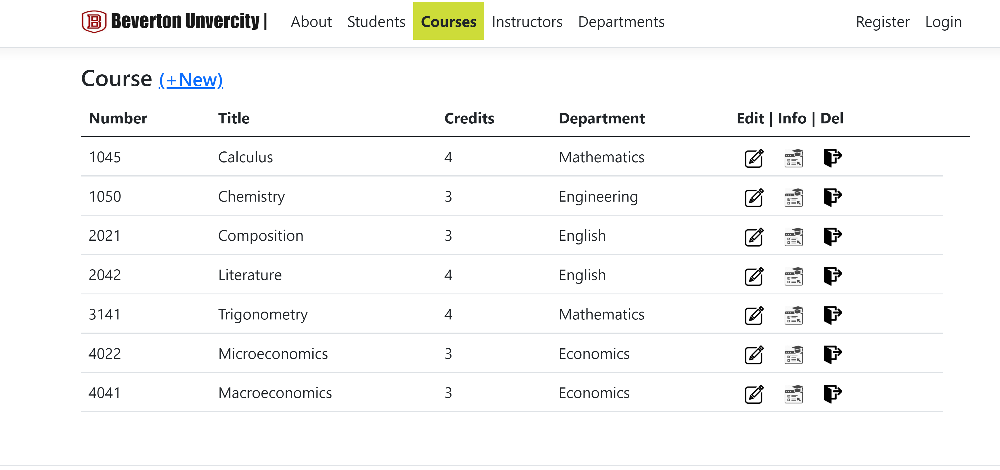 B Beverton Unvercity | About Students Courses Instructors Departments Register Login
Course (+New)
Number Title Credits Department Edit | Info | Del
1045 Calculus 4 Mathematics
1050 Chemistry 3 Engineering
2021 Composition 3 English
2042 Literature 4 English
3141 Trigonometry 4 Mathematics
4022 Microeconomics 3 Economics
4041 Macroeconomics 3 Economics